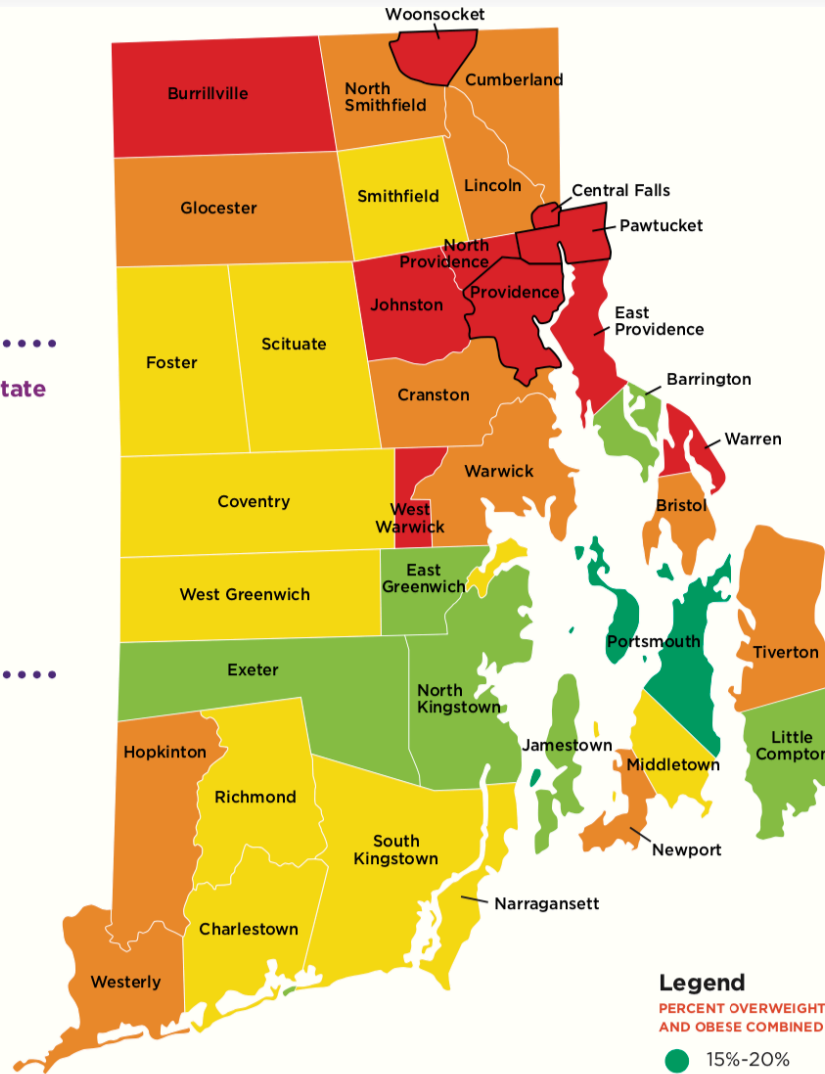 Woonsocket
Burrillville
North
Smithfield
Cumberland
Glocester
Smithfield
Lincoln
Central Falls
Pawtucket
North
Providence
Johnston
Providence
East
Providence
Foster
Scituate
tate
Cranston
Barrington
Warren
Coventry
Warwick
West
Warwick
Bristol
West Greenwich
East
Greenwich
Portsmouth
Tiverton
Exeter
North
Kingstown
Hopkinton
Jamestown
Middletown
Little
Compton
Richmond
South
Kingstown
Newport
Narragansett
Charlestown
Westerly
Legend
PERCENT OVERWEIGHT
AND OBESE COMBINED
15%-20%